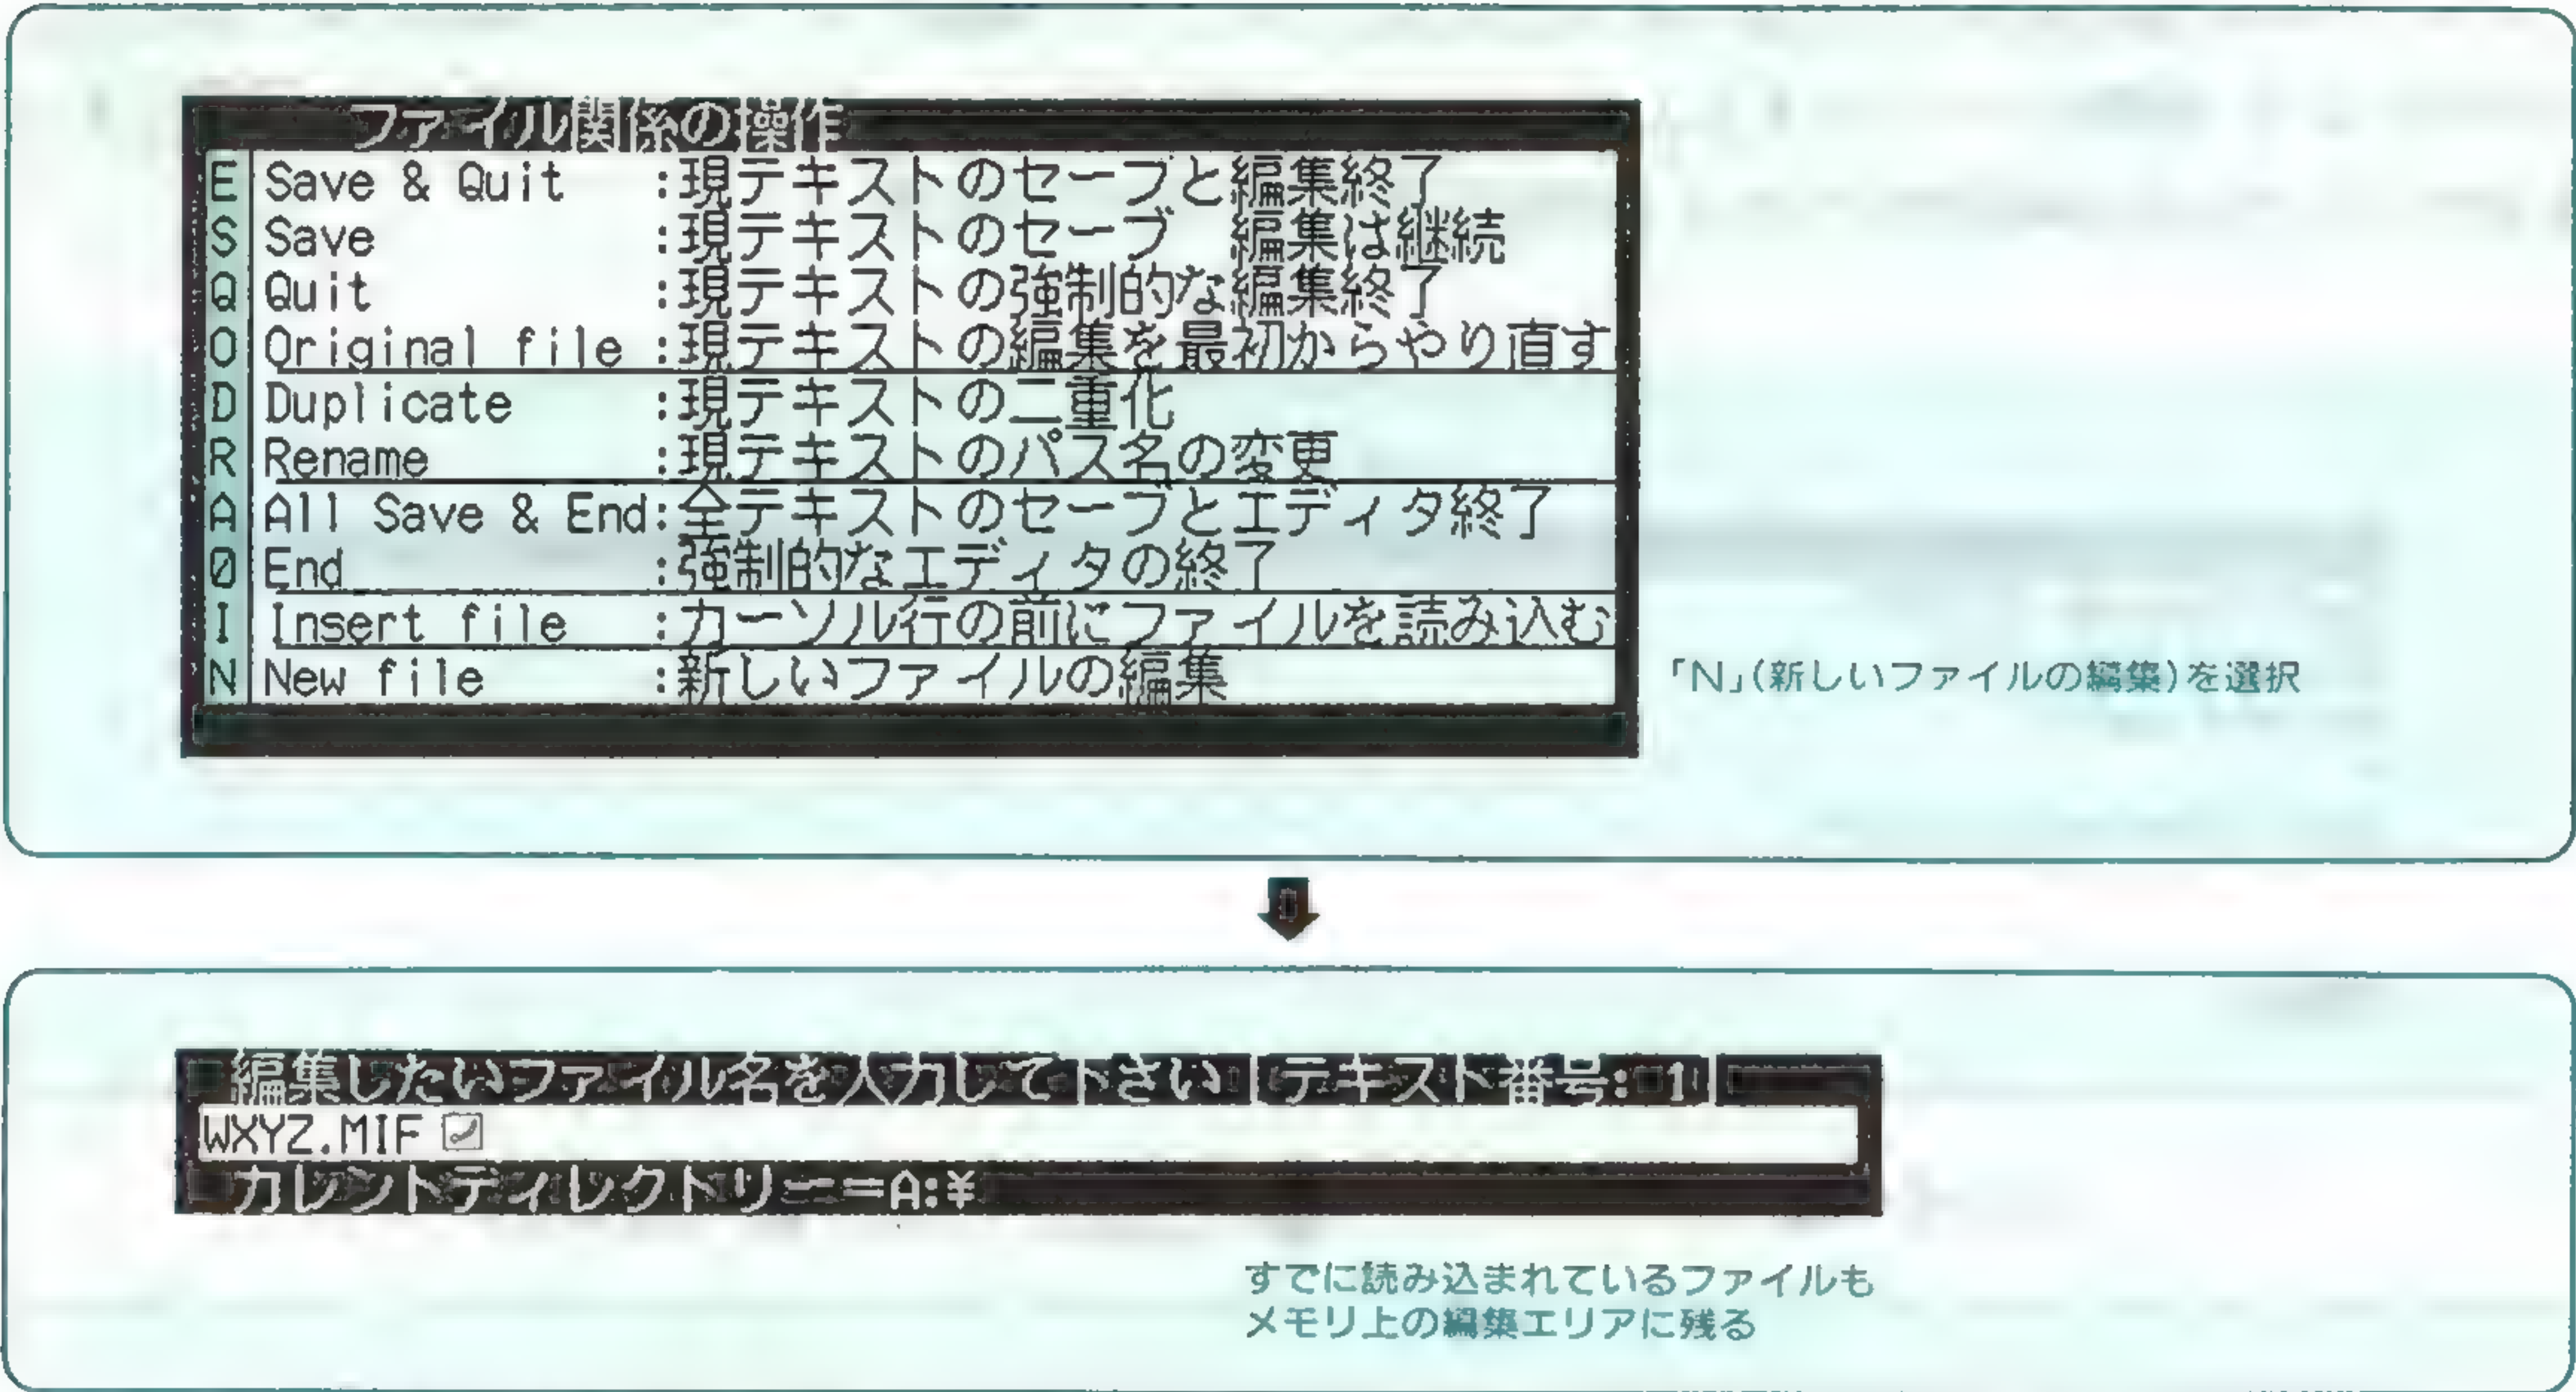 ファイル関係の操作
E Save & Quit :現テキストのセーブと編集終了
S Save :現テキストのセーブ 編集は継続
Q Quit :現テキストの強制的な編集終了
O Original file :現テキストの編集を最初からやり直す
D Duplicate :現テキストの二重化
R Rename :現テキストのパス名の変更
A All Save & End:全テキストのセーブとエディタ終了
0 End :強制的なエディタの終了
I Insert file :カーソル行の前にファイルを読み込む
N New file :新しいファイルの編集
「N」(新しいファイルの編集)を選択
編集したいファイル名を入力して下さい [テキスト番号: 1]
WXYZ.MIF
カレントディレクトリー=A:¥
すでに読み込まれているファイルも
メモリ上の編集エリアに残る